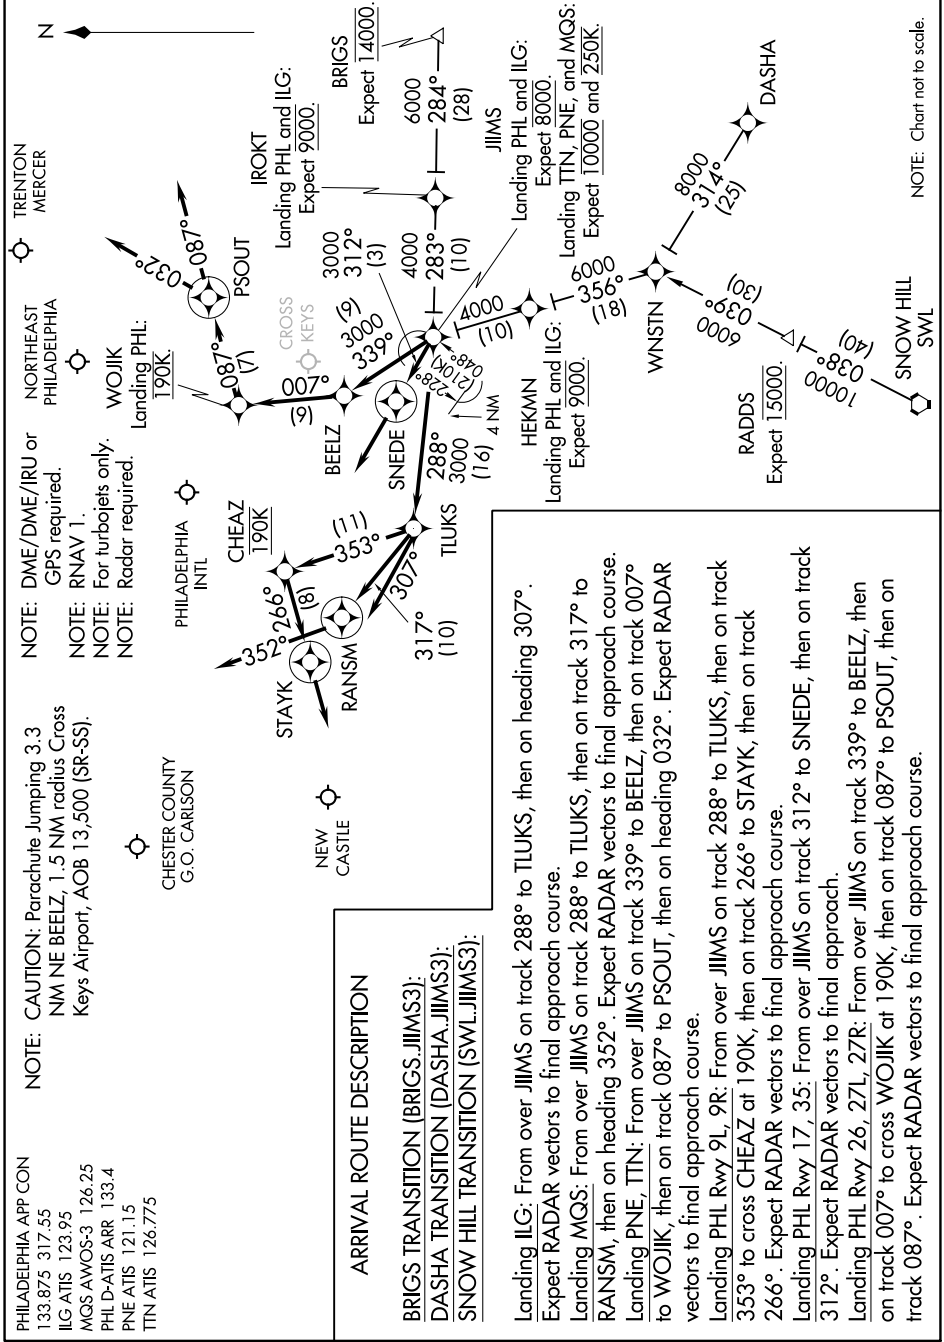 PHILADELPHIA APP CON
133.875 317.55
ILG ATIS 123.95
MQS AWOS-3 126.25
PHL D-ATIS ARR 133.4
PNE ATIS 121.15
TTN ATIS 126.775
NOTE: CAUTION: Parachute Jumping 3.3
NM NE BEELZ, 1.5 NM radius Cross
Keys Airport, AOB 13,500 (SR-SS).
NOTE: DME/DME/IRU or
GPS required.
NOTE: RNAV 1.
NOTE: For turbojets only.
NOTE: Radar required.
NORTHEAST
PHILADELPHIA
TRENTON
MERCER
N
CHESTER COUNTY
G.O. CARLSON
PHILADELPHIA
INTL
WOJIK
Landing PHL:
190K.
032°
087°
PSOUT
087°
(7)
CROSS
KEYS
007°
(9)
BEELZ
339°
3000
(9)
3000
312°
(3)
SNEDE
IROKT
Landing PHL and ILG:
Expect 9000.
BRIGS
Expect 14000.
6000
284°
(28)
4000
283°
(10)
JIIMS
Landing PHL and ILG:
Expect 8000.
Landing TTN, PNE, and MQS:
Expect 10000 and 250K.
048°
(210K)
228°
4 NM
288°
3000
(16)
TLUKS
CHEAZ
190K
353°
(11)
266°
(8)
STAYK
352°
RANSM
307°
317°
(10)
NEW
CASTLE
4000
(10)
HEKMN
Landing PHL and ILG:
Expect 9000.
6000
356°
(18)
WNSTN
8000
314°
(25)
DASHA
6000
039°
(30)
RADDS
Expect 15000.
10000
038°
(40)
SNOW HILL
SWL
NOTE: Chart not to scale.
ARRIVAL ROUTE DESCRIPTION
BRIGS TRANSITION (BRIGS.JIIMS3):
DASHA TRANSITION (DASHA.JIIMS3):
SNOW HILL TRANSITION (SWL.JIIMS3):
Landing ILG: From over JIIMS on track 288° to TLUKS, then on heading 307°.
Expect RADAR vectors to final approach course.
Landing MQS: From over JIIMS on track 288° to TLUKS, then on track 317° to
RANSM, then on heading 352°. Expect RADAR vectors to final approach course.
Landing PNE, TTN: From over JIIMS on track 339° to BEELZ, then on track 007°
to WOJIK, then on track 087° to PSOUT, then on heading 032°. Expect RADAR
vectors to final approach course.
Landing PHL Rwy 9L, 9R: From over JIIMS on track 288° to TLUKS, then on track
353° to cross CHEAZ at 190K, then on track 266° to STAYK, then on track
266°. Expect RADAR vectors to final approach course.
Landing PHL Rwy 17, 35: From over JIIMS on track 312° to SNEDE, then on track
312°. Expect RADAR vectors to final approach.
Landing PHL Rwy 26, 27L, 27R: From over JIIMS on track 339° to BEELZ, then
on track 007° to cross WOJIK at 190K, then on track 087° to PSOUT, then on
track 087°. Expect RADAR vectors to final approach course.